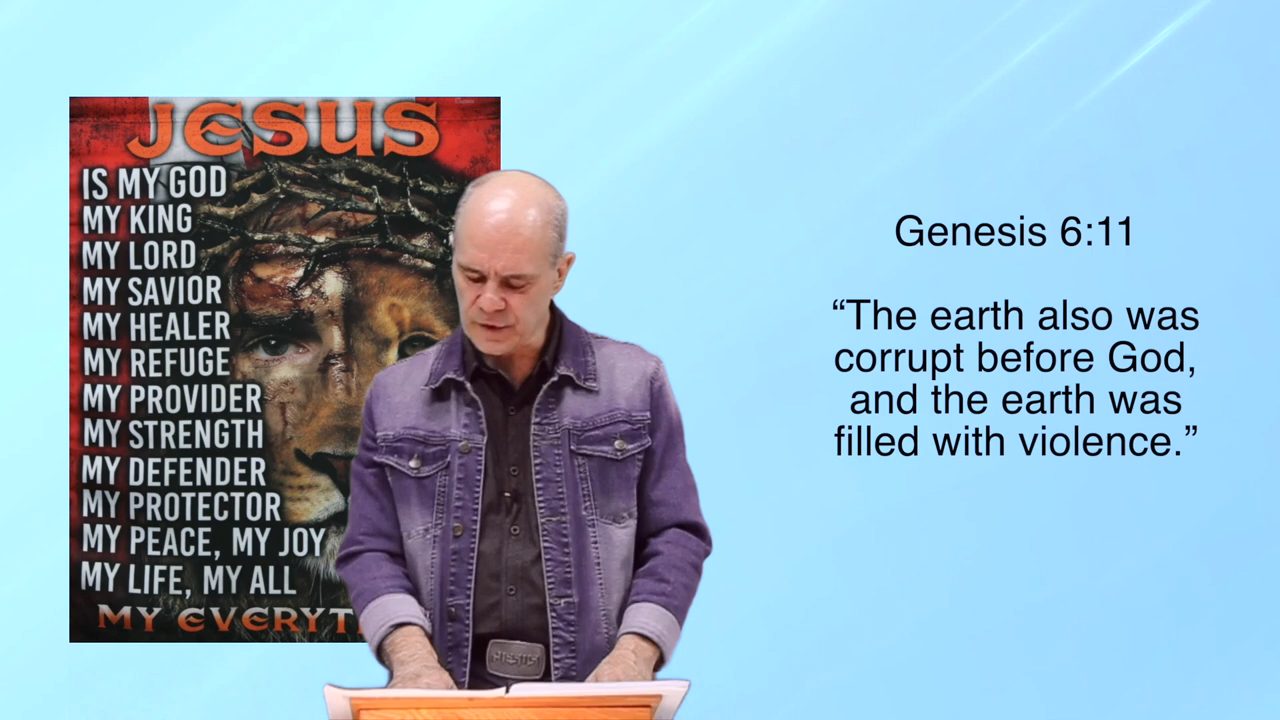 JESUS
IS MY GOD
MY KING
MY LORD
MY SAVIOR
MY HEALER
MY REFUGE
MY PROVIDER
MY STRENGTH
MY DEFENDER
MY PROTECTOR
MY PEACE, MY JOY
MY LIFE, MY ALL
MY
JESUS
Genesis 6:11
“The earth also was
corrupt before God,
and the earth was
filled with violence.”